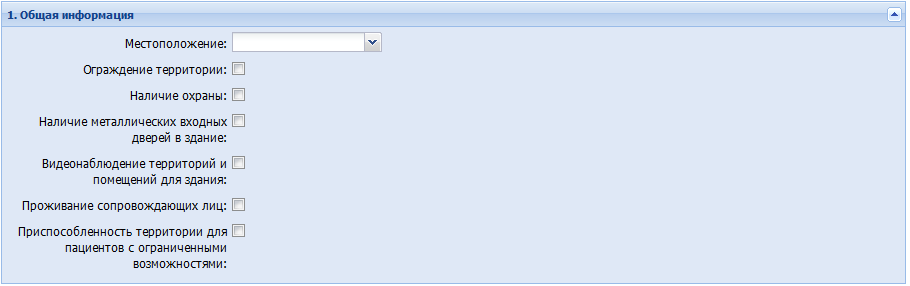 1. Общая информация
Местоположение:
Ограждение территории:
Наличие охраны:
Наличие металлических входных
дверей в здание:
Видеонаблюдение территорий и
помещений для здания:
Проживание сопровождающих лиц:
Приспособленность территории для
пациентов с ограниченными
возможностями: